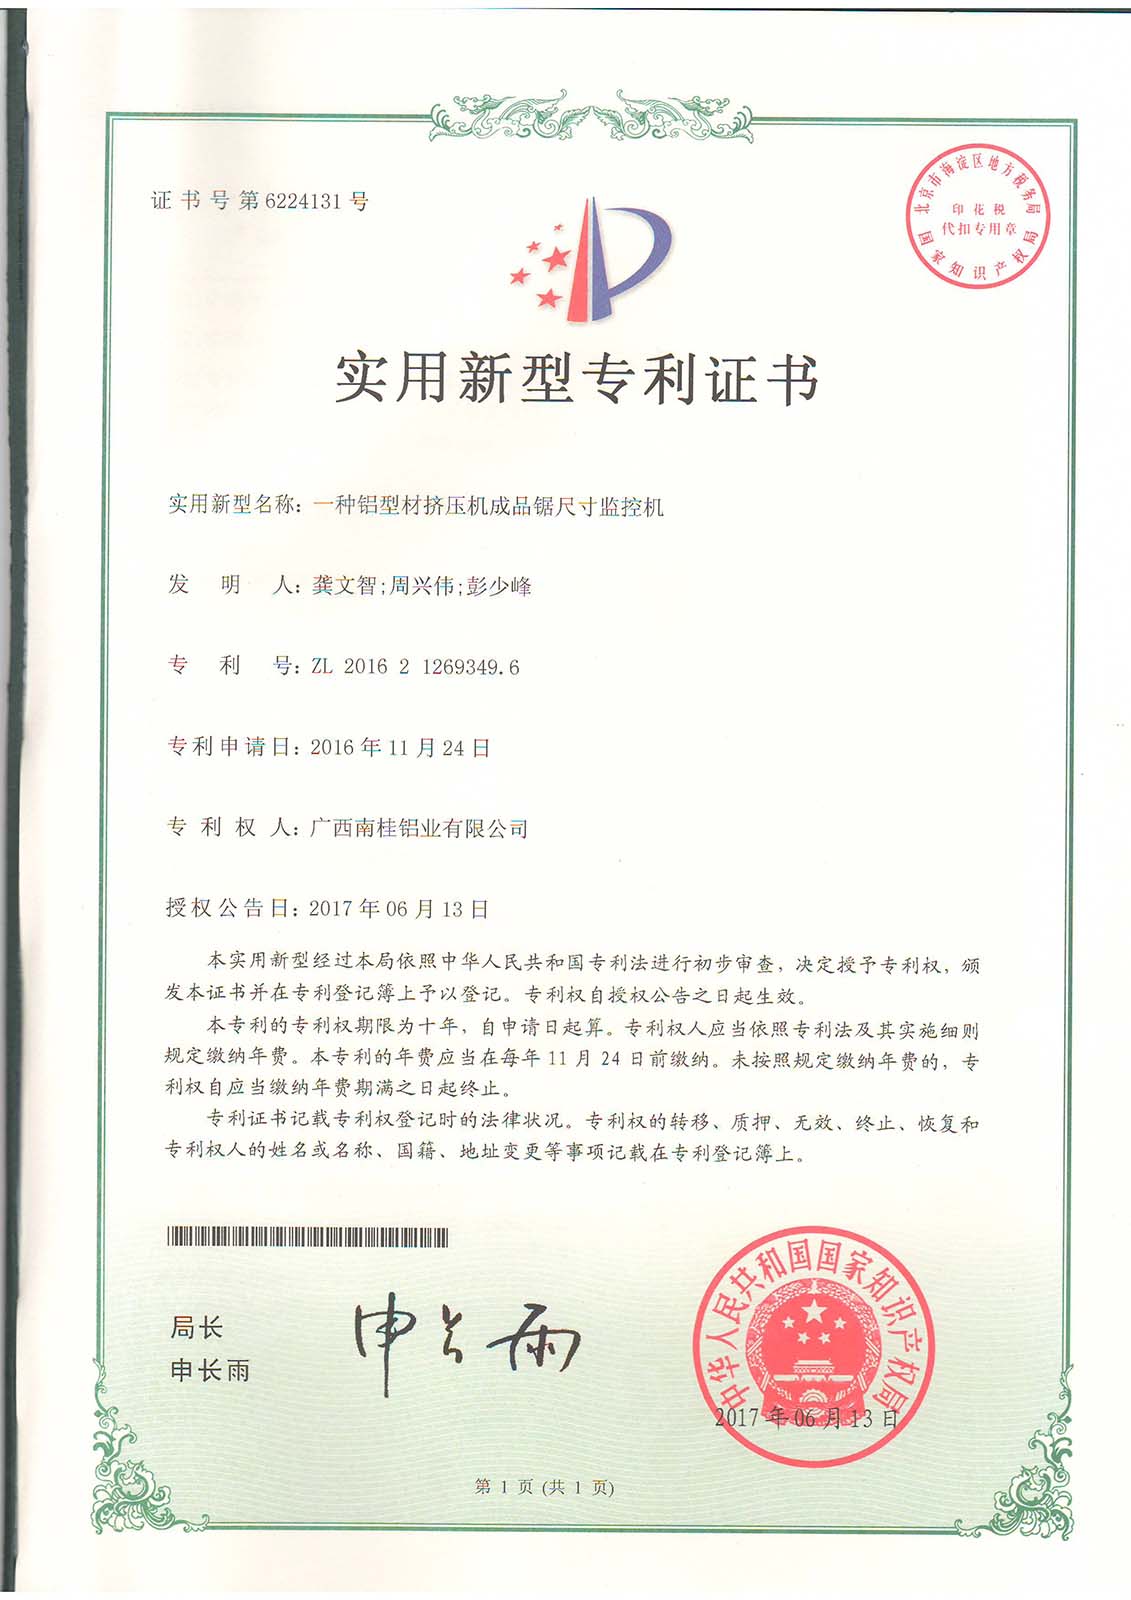 证书号第6224131号
北京市海淀区地方税务局
印花税
代扣专用章
国家知识产权局
实用新型专利证书
实用新型名称：一种铝型材挤压机成品锯尺寸监控机
发明人：龚文智;周兴伟;彭少峰
专利号：ZL 2016 2 1269349.6
专利申请日：2016年11月24日
专利权人：广西南桂铝业有限公司
授权公告日：2017年06月13日
本实用新型经过本局依照中华人民共和国专利法进行初步审查，决定授予专利权，颁
发本证书并在专利登记簿上予以登记。专利权自授权公告之日起生效。
本专利的专利权期限为十年，自申请日起算。专利权人应当依照专利法及其实施细则
规定缴纳年费。本专利的年费应当在每年11月24日前缴纳。未按照规定缴纳年费的，专
利权自应当缴纳年费期满之日起终止。
专利证书记载专利权登记时的法律状况。专利权的转移、质押、无效、终止、恢复和
专利权人的姓名或名称、国籍、地址变更等事项记载在专利登记簿上。
局长
申长雨
申长雨
中华人民共和国国家知识产权局
2017年06月13日
第1页(共1页)